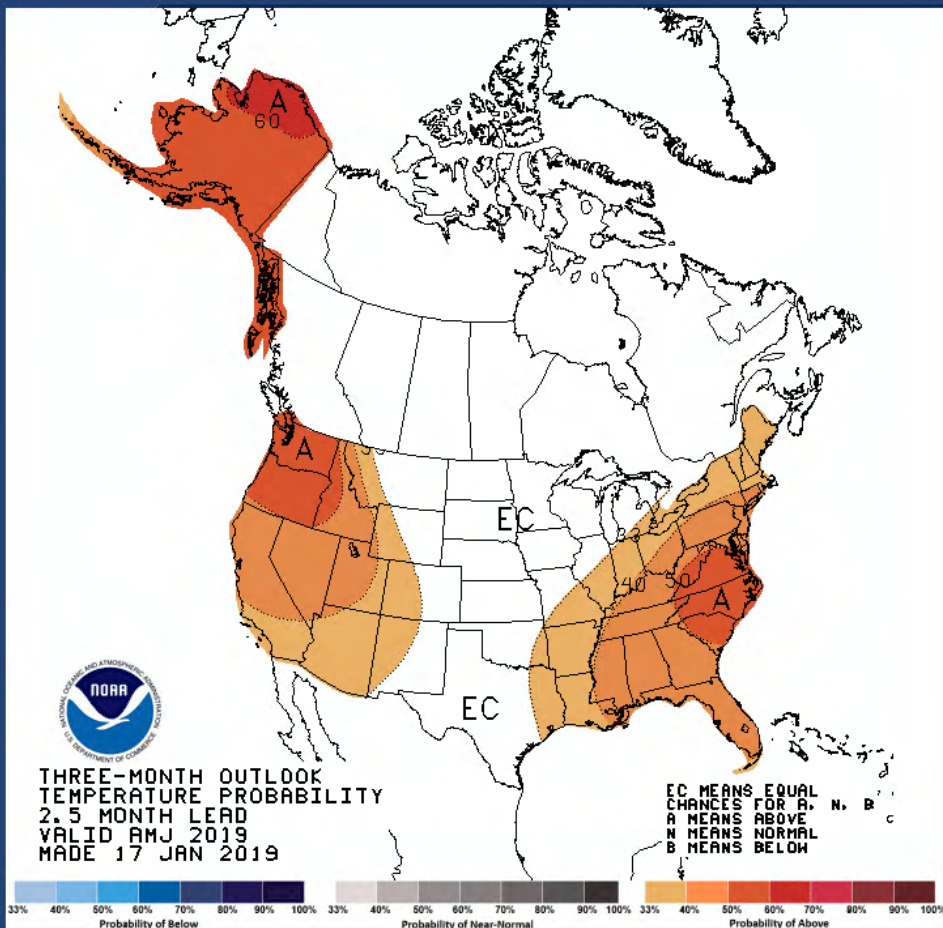 A
60
A
EC
40 50
A
EC
NATIONAL OCEANIC AND ATMOSPHERIC ADMINISTRATION
NOAA
U.S. DEPARTMENT OF COMMERCE
THREE-MONTH OUTLOOK
TEMPERATURE PROBABILITY
2.5 MONTH LEAD
VALID AMJ 2019
MADE 17 JAN 2019
EC MEANS EQUAL
CHANCES FOR A, N, B
A MEANS ABOVE
N MEANS NORMAL
B MEANS BELOW
33% 40% 50% 60% 70% 80% 90% 100%
Probability of Below
33% 40% 50% 60% 70% 80% 90% 100%
Probability of Near-Normal
33% 40% 50% 60% 70% 80% 90% 100%
Probability of Above